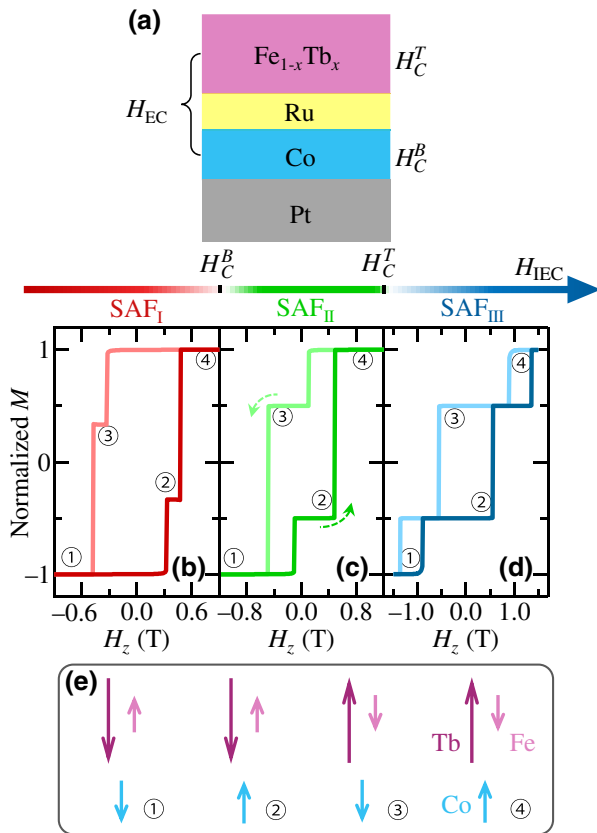 (a)
Fe₁₋ₓTbₓ
H_C^T
H_EC
Ru
Co
H_C^B
Pt
H_C^B
H_C^T
H_IEC
SAF_I
SAF_II
SAF_III
Normalized M
1
0
−1
④
③
②
①
(b)
④
③
②
①
(c)
④
③
②
①
(d)
−0.6 0.0 0.6
−0.8 0.0 0.8
−1.0 0.0 1.0
H_z (T)
H_z (T)
H_z (T)
(e)
Tb
Fe
Co
① ② ③ ④